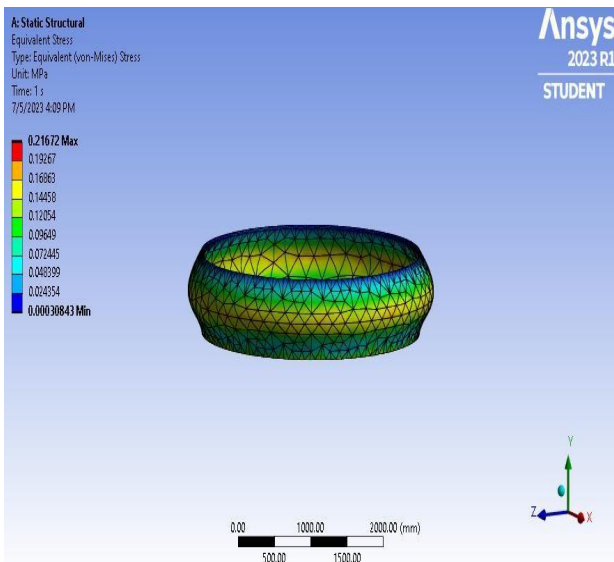 A: Static Structural
Equivalent Stress
Type: Equivalent (von-Mises) Stress
Unit: MPa
Time: 1 s
7/5/2023 4:09 PM
0.21672 Max
0.19267
0.16863
0.14458
0.12054
0.09649
0.072445
0.048399
0.024354
0.00030843 Min
Ansys
2023 R1
STUDENT
Y
Z
X
0.00 1000.00 2000.00 (mm)
500.00 1500.00